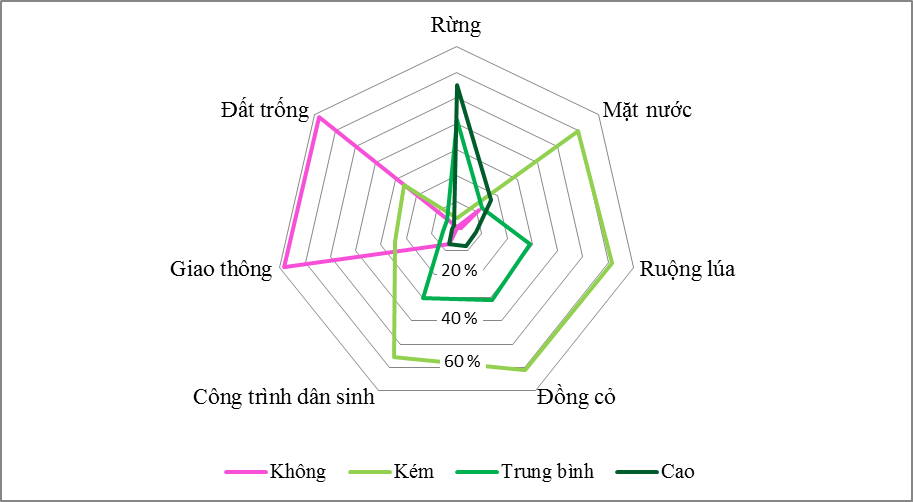 Rừng
Đất trống
Mặt nước
Giao thông
Ruộng lúa
20 %
40 %
60 %
Công trình dân sinh
Đồng cỏ
Không
Kém
Trung bình
Cao